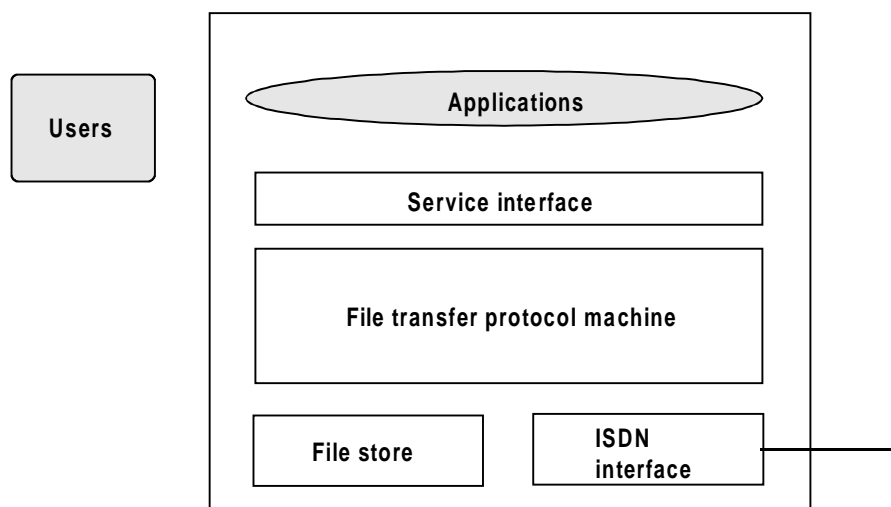 Applications
Users
Service interface
File transfer protocol machine
File store
ISDN
interface